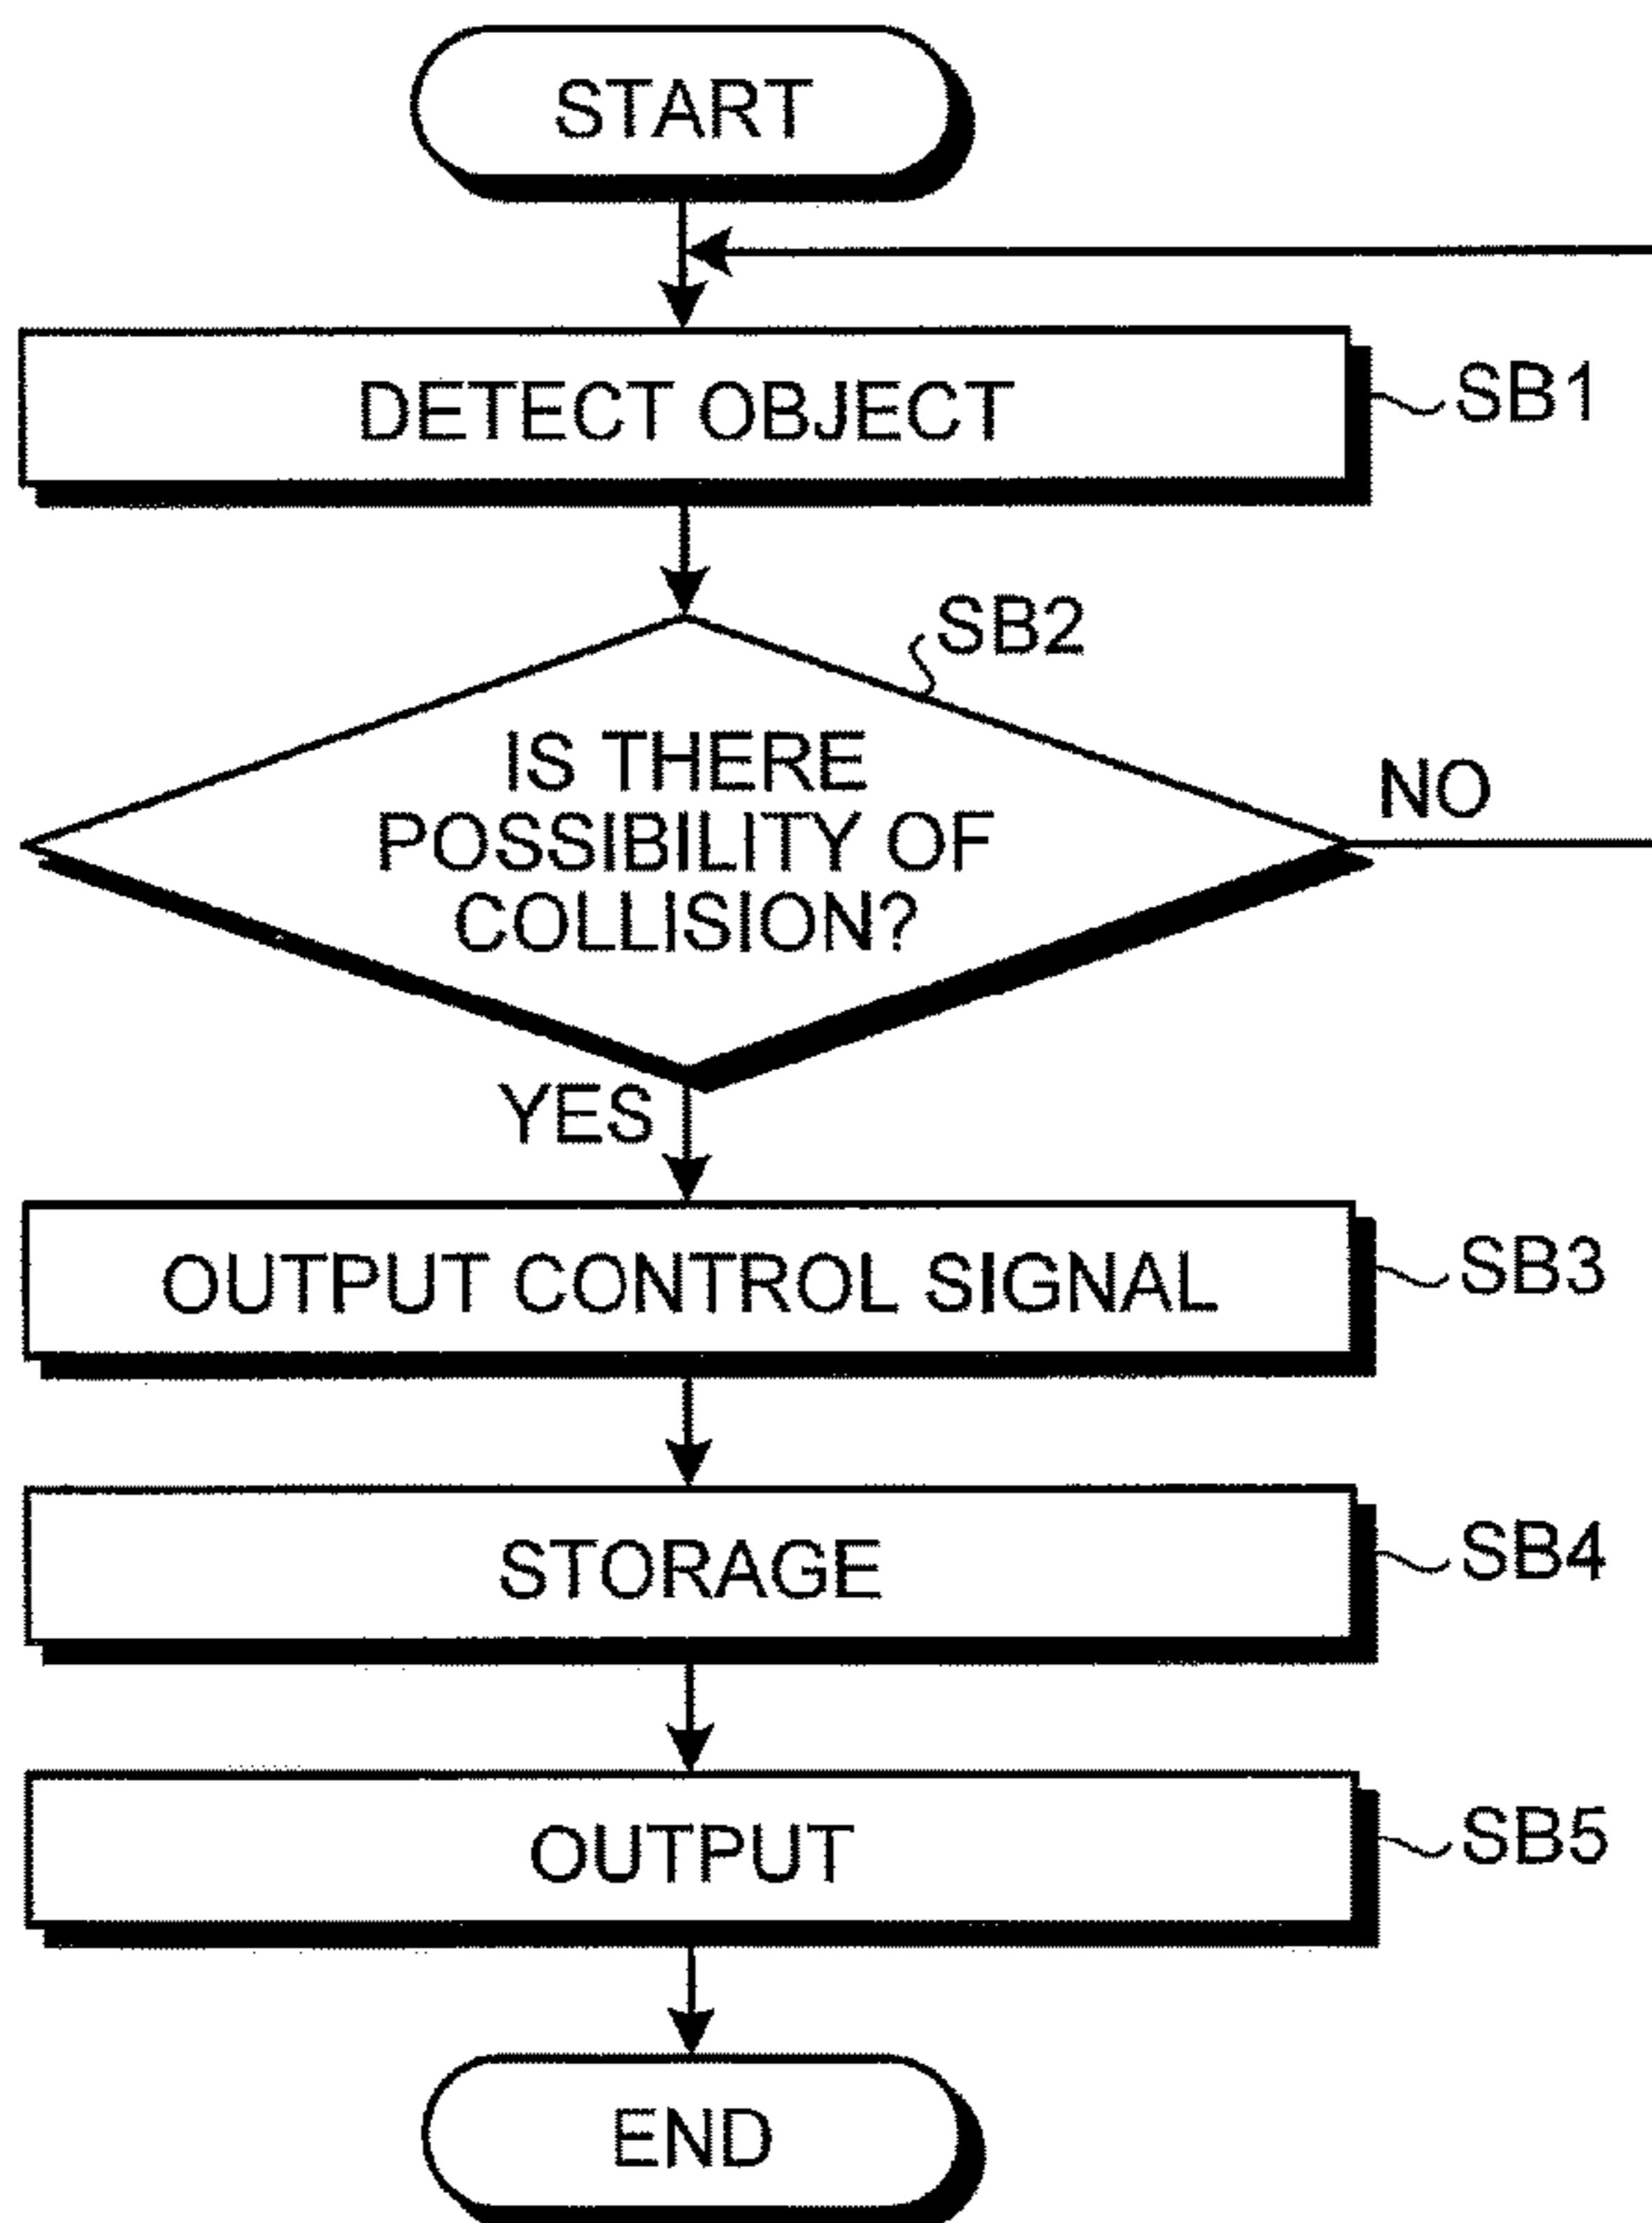 START
DETECT OBJECT
SB1
SB2
IS THERE
POSSIBILITY OF
COLLISION?
NO
YES
OUTPUT CONTROL SIGNAL
SB3
STORAGE
SB4
OUTPUT
SB5
END